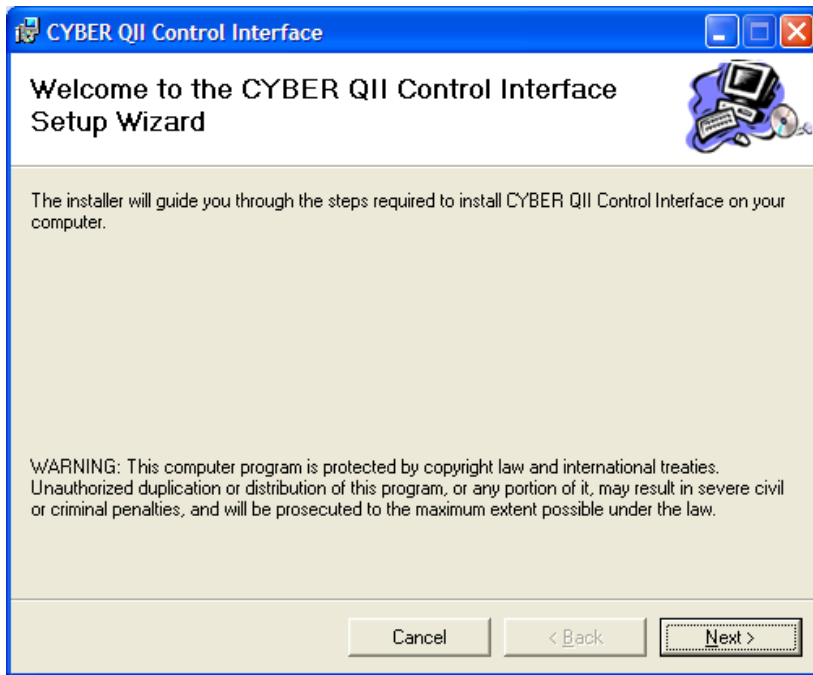 CYBER QII Control Interface
Welcome to the CYBER QII Control Interface
Setup Wizard
The installer will guide you through the steps required to install CYBER QII Control Interface on your
computer.
WARNING: This computer program is protected by copyright law and international treaties.
Unauthorized duplication or distribution of this program, or any portion of it, may result in severe civil
or criminal penalties, and will be prosecuted to the maximum extent possible under the law.
Cancel < Back Next >